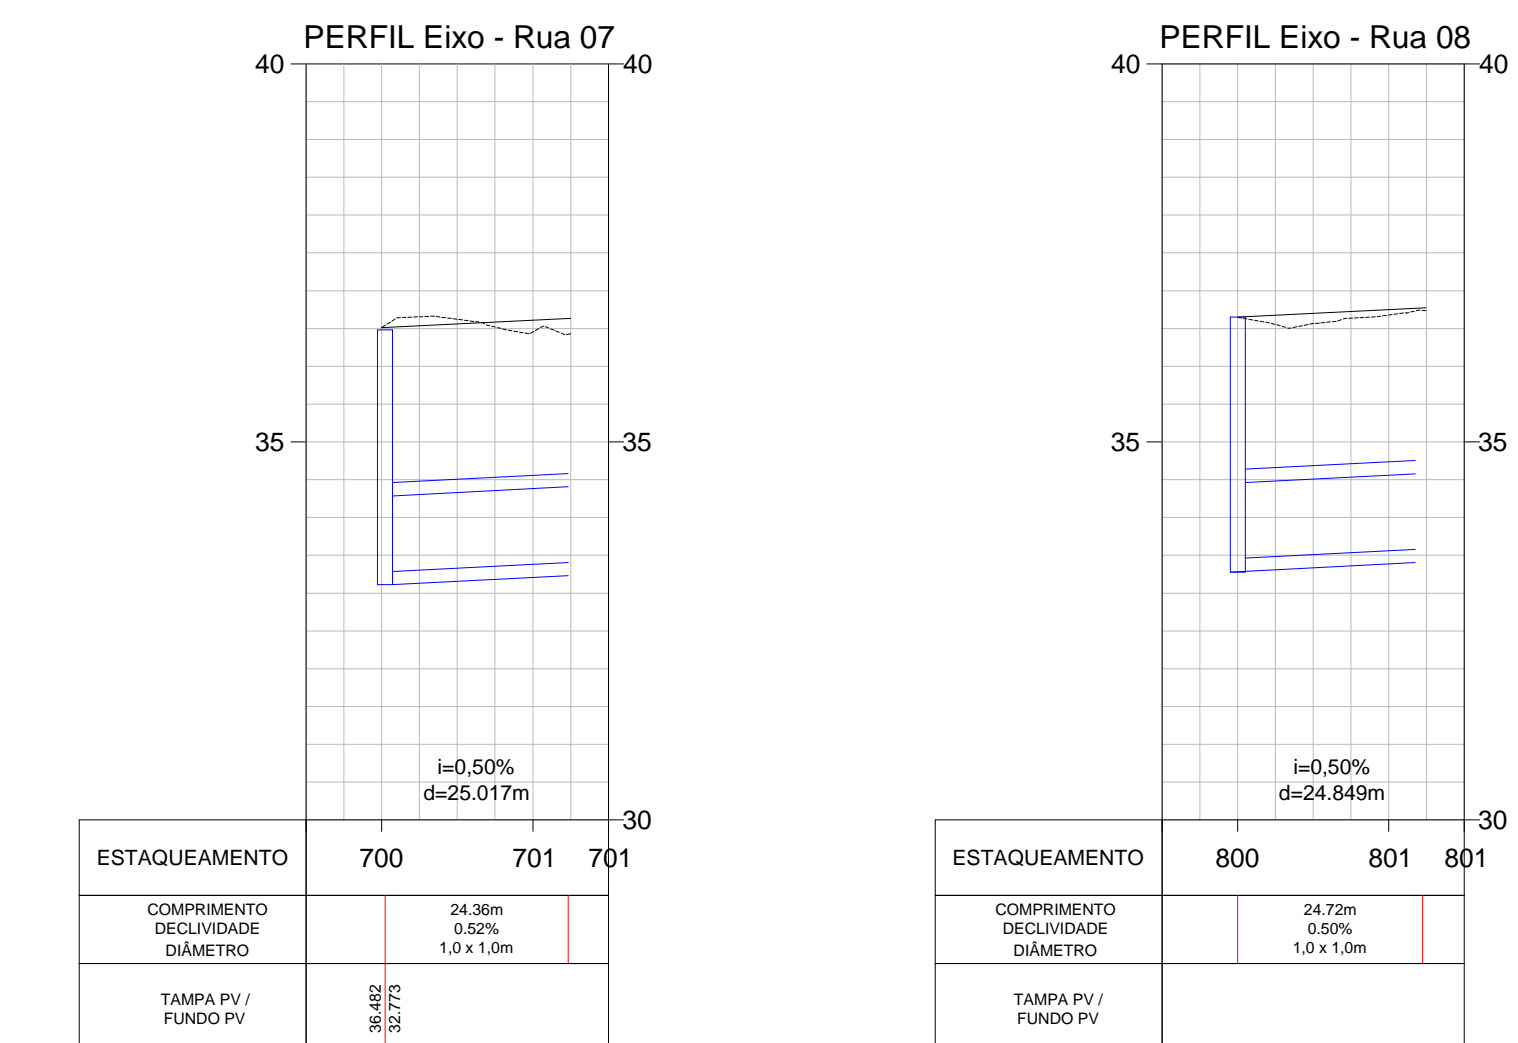 PERFIL Eixo - Rua 07
40
40
35
35
i=0,50%
d=25.017m
30
ESTAQUEAMENTO
700
701
701
COMPRIMENTO
DECLIVIDADE
DIÂMETRO
24.36m
0.52%
1,0 x 1,0m
TAMPA PV /
FUNDO PV
36.482
32.773
PERFIL Eixo - Rua 08
40
40
35
35
i=0,50%
d=24.849m
30
ESTAQUEAMENTO
800
801
801
COMPRIMENTO
DECLIVIDADE
DIÂMETRO
24.72m
0.50%
1,0 x 1,0m
TAMPA PV /
FUNDO PV